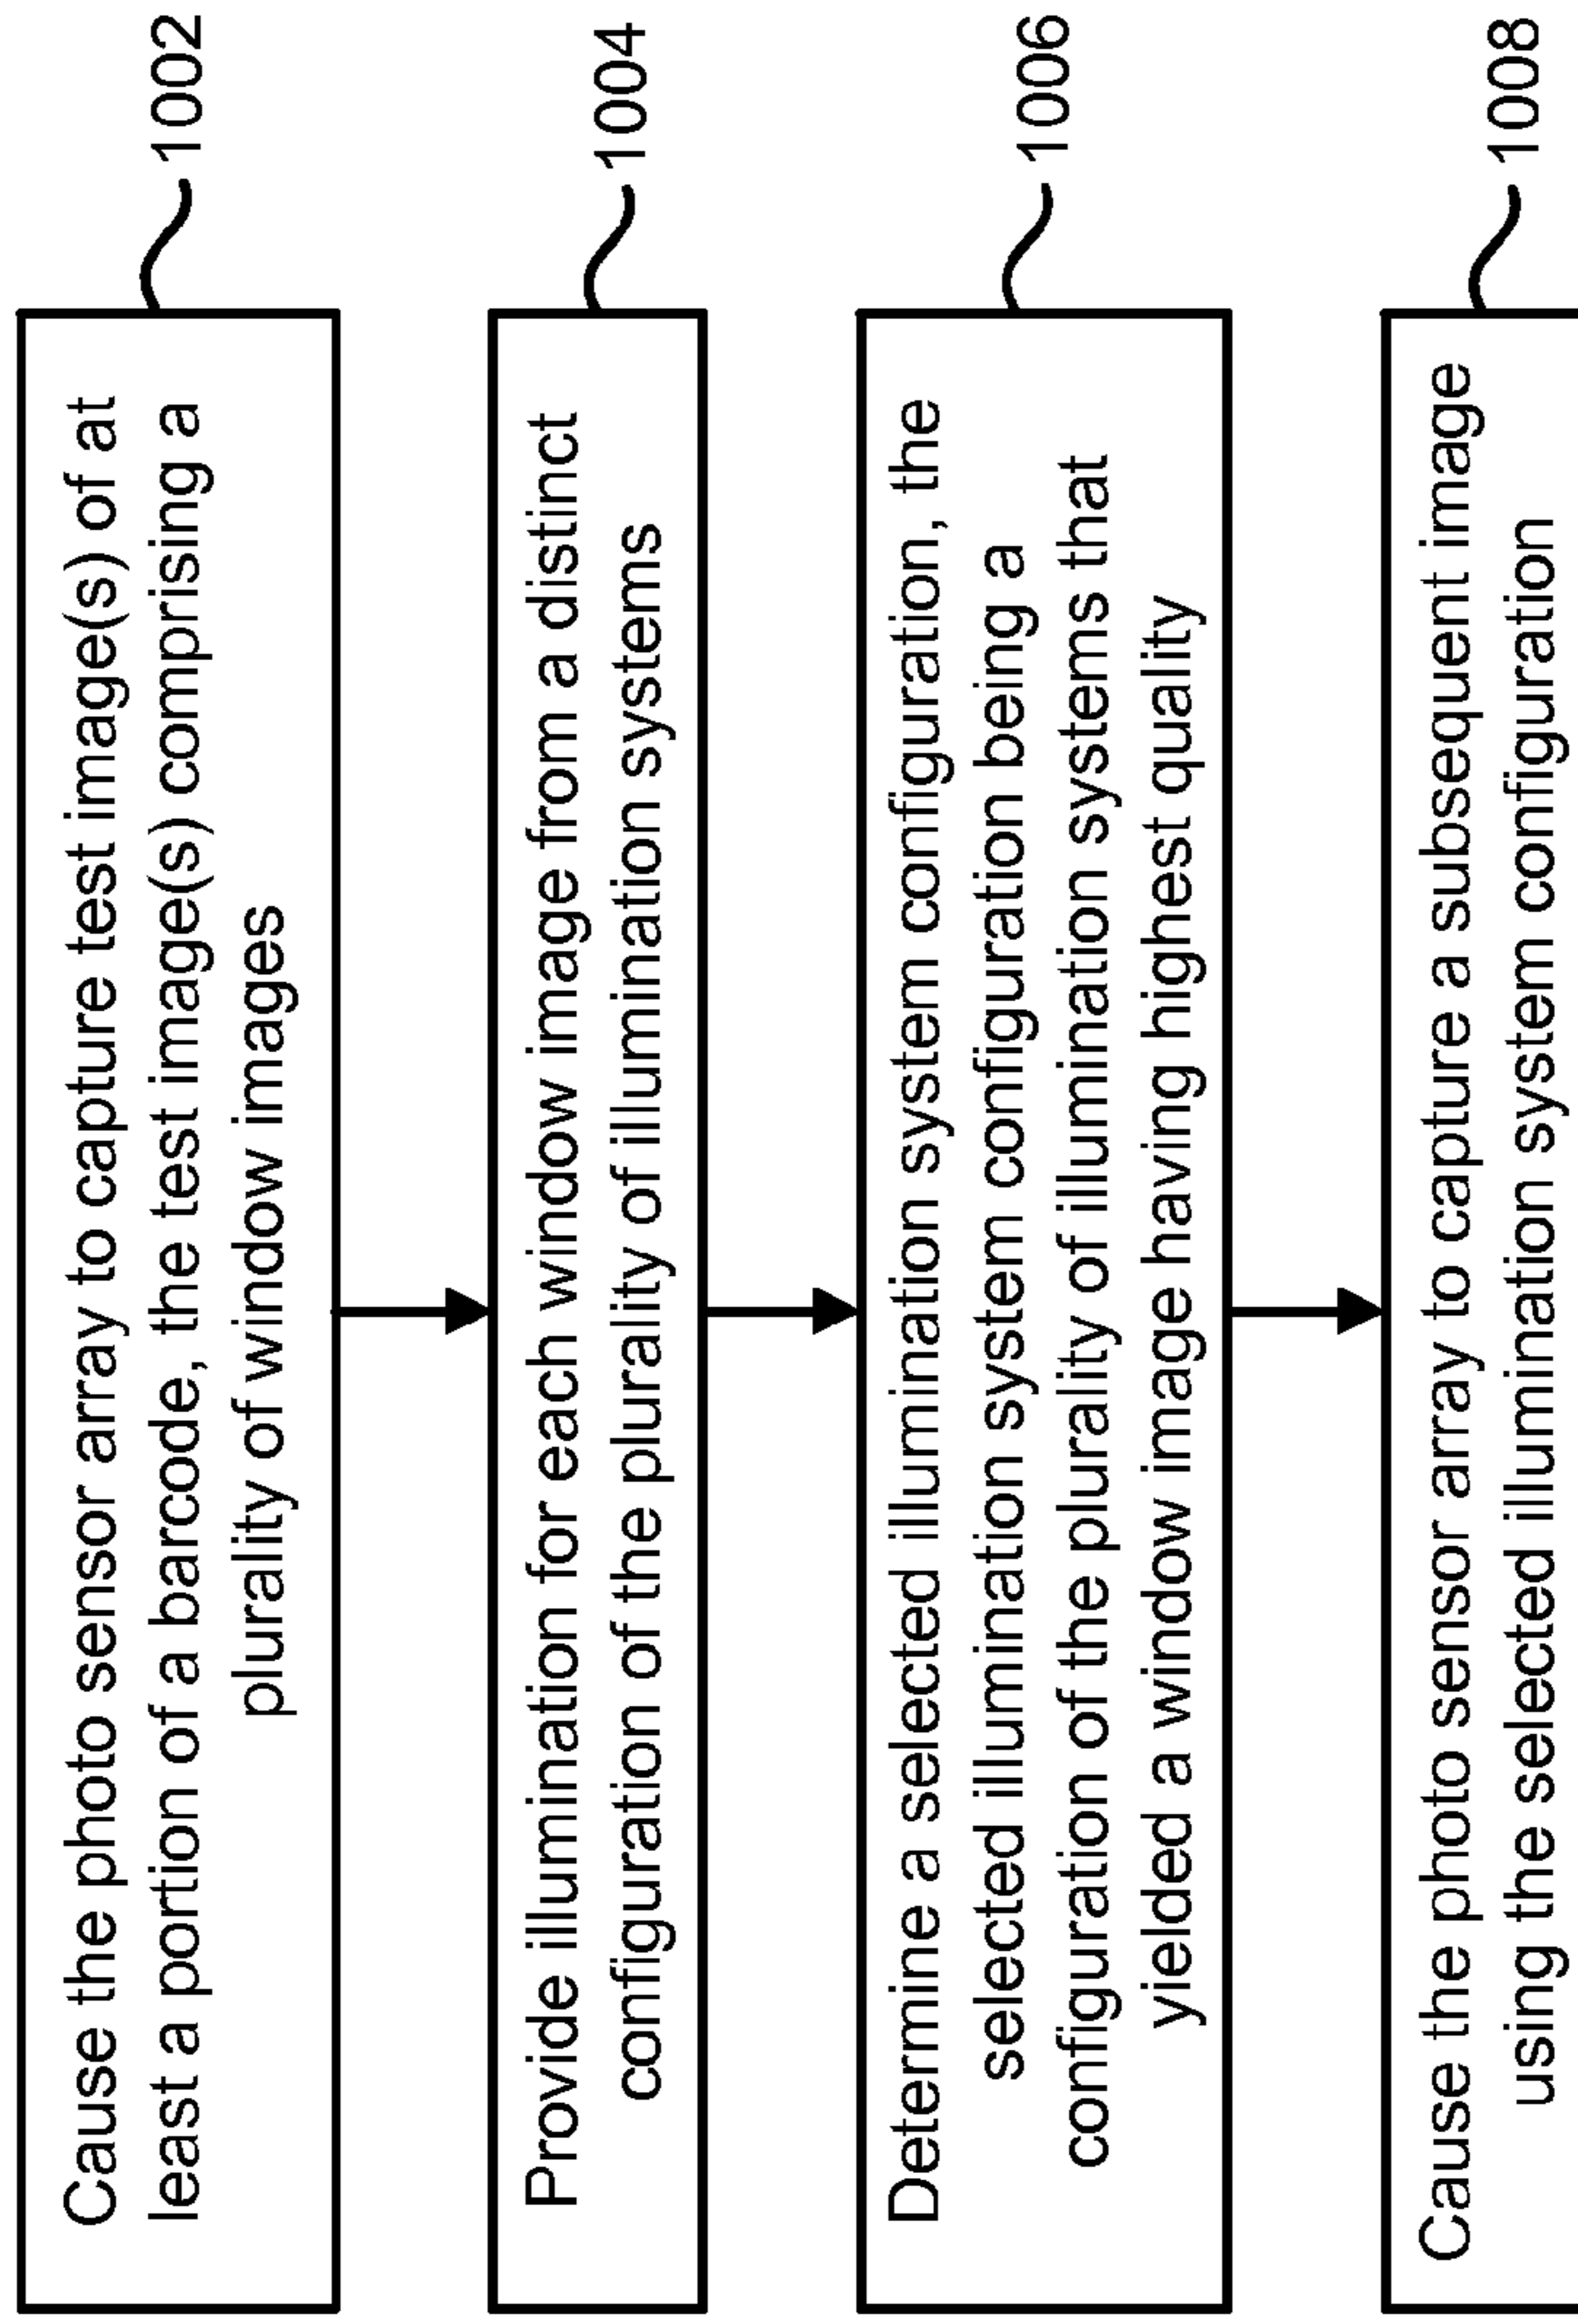 Cause the photo sensor array to capture test image(s) of at
least a portion of a barcode, the test image(s) comprising a
plurality of window images
1002
Provide illumination for each window image from a distinct
configuration of the plurality of illumination systems
1004
Determine a selected illumination system configuration, the
selected illumination system configuration being a
configuration of the plurality of illumination systems that
yielded a window image having highest quality
1006
Cause the photo sensor array to capture a subsequent image
using the selected illumination system configuration
1008